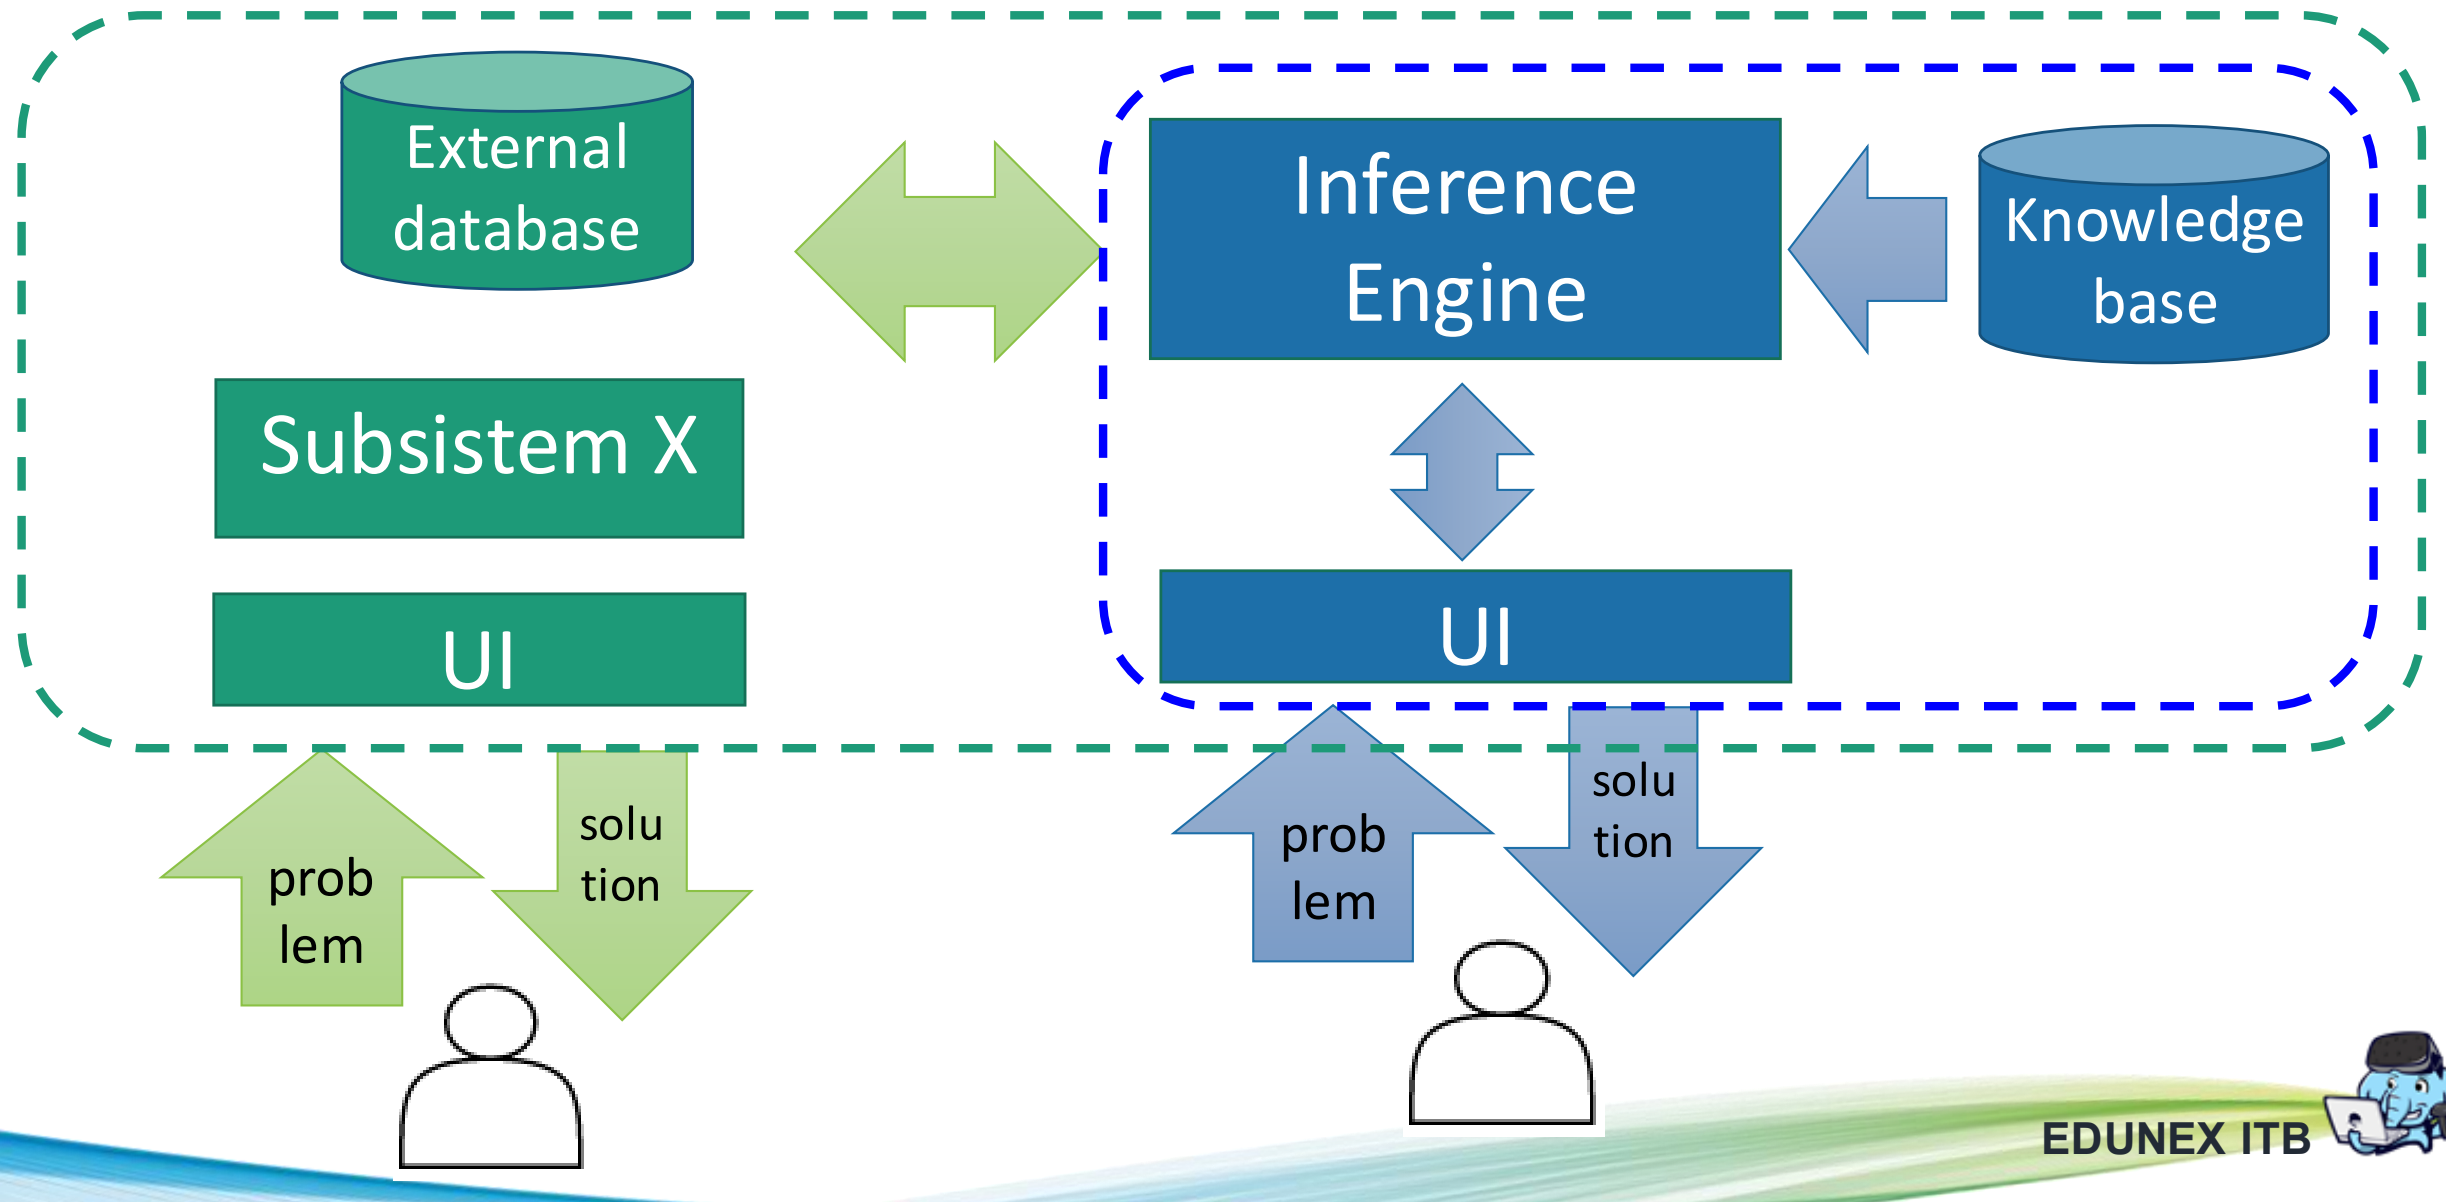 External
database
Subsistem X
UI
Inference
Engine
Knowledge
base
UI
prob
lem
solu
tion
prob
lem
solu
tion
EDUNEX ITB